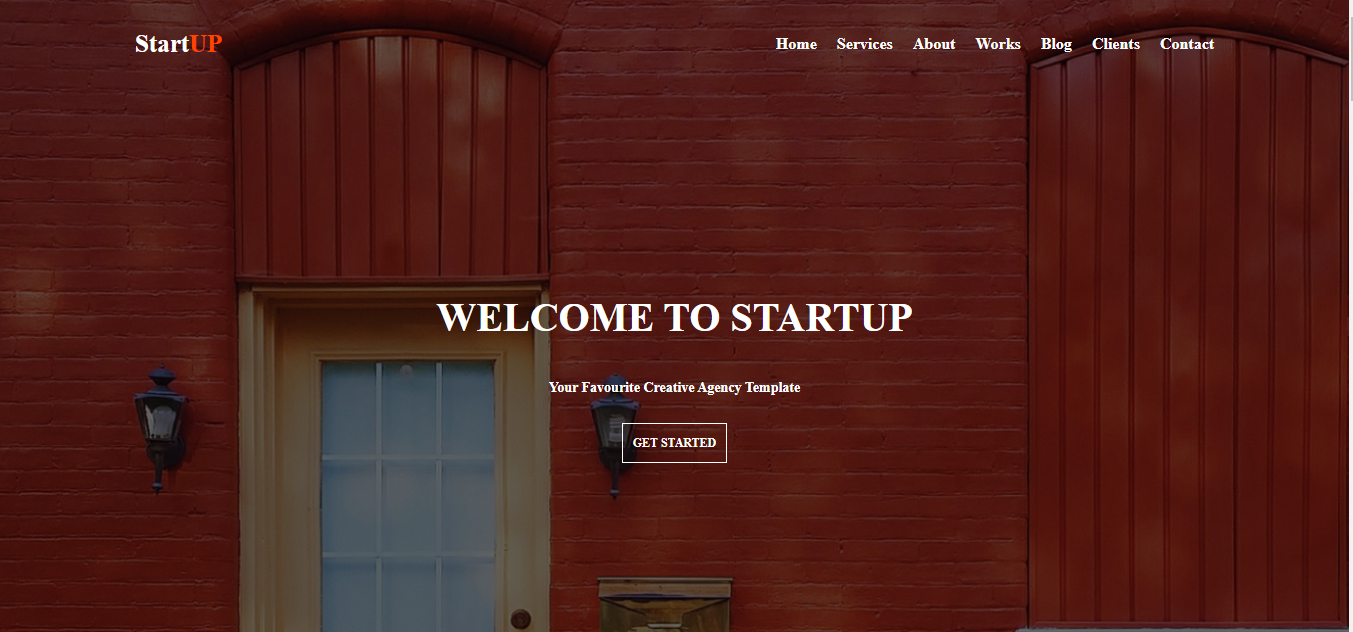 StartUP
Home Services About Works Blog Clients Contact
WELCOME TO STARTUP
Your Favourite Creative Agency Template
GET STARTED